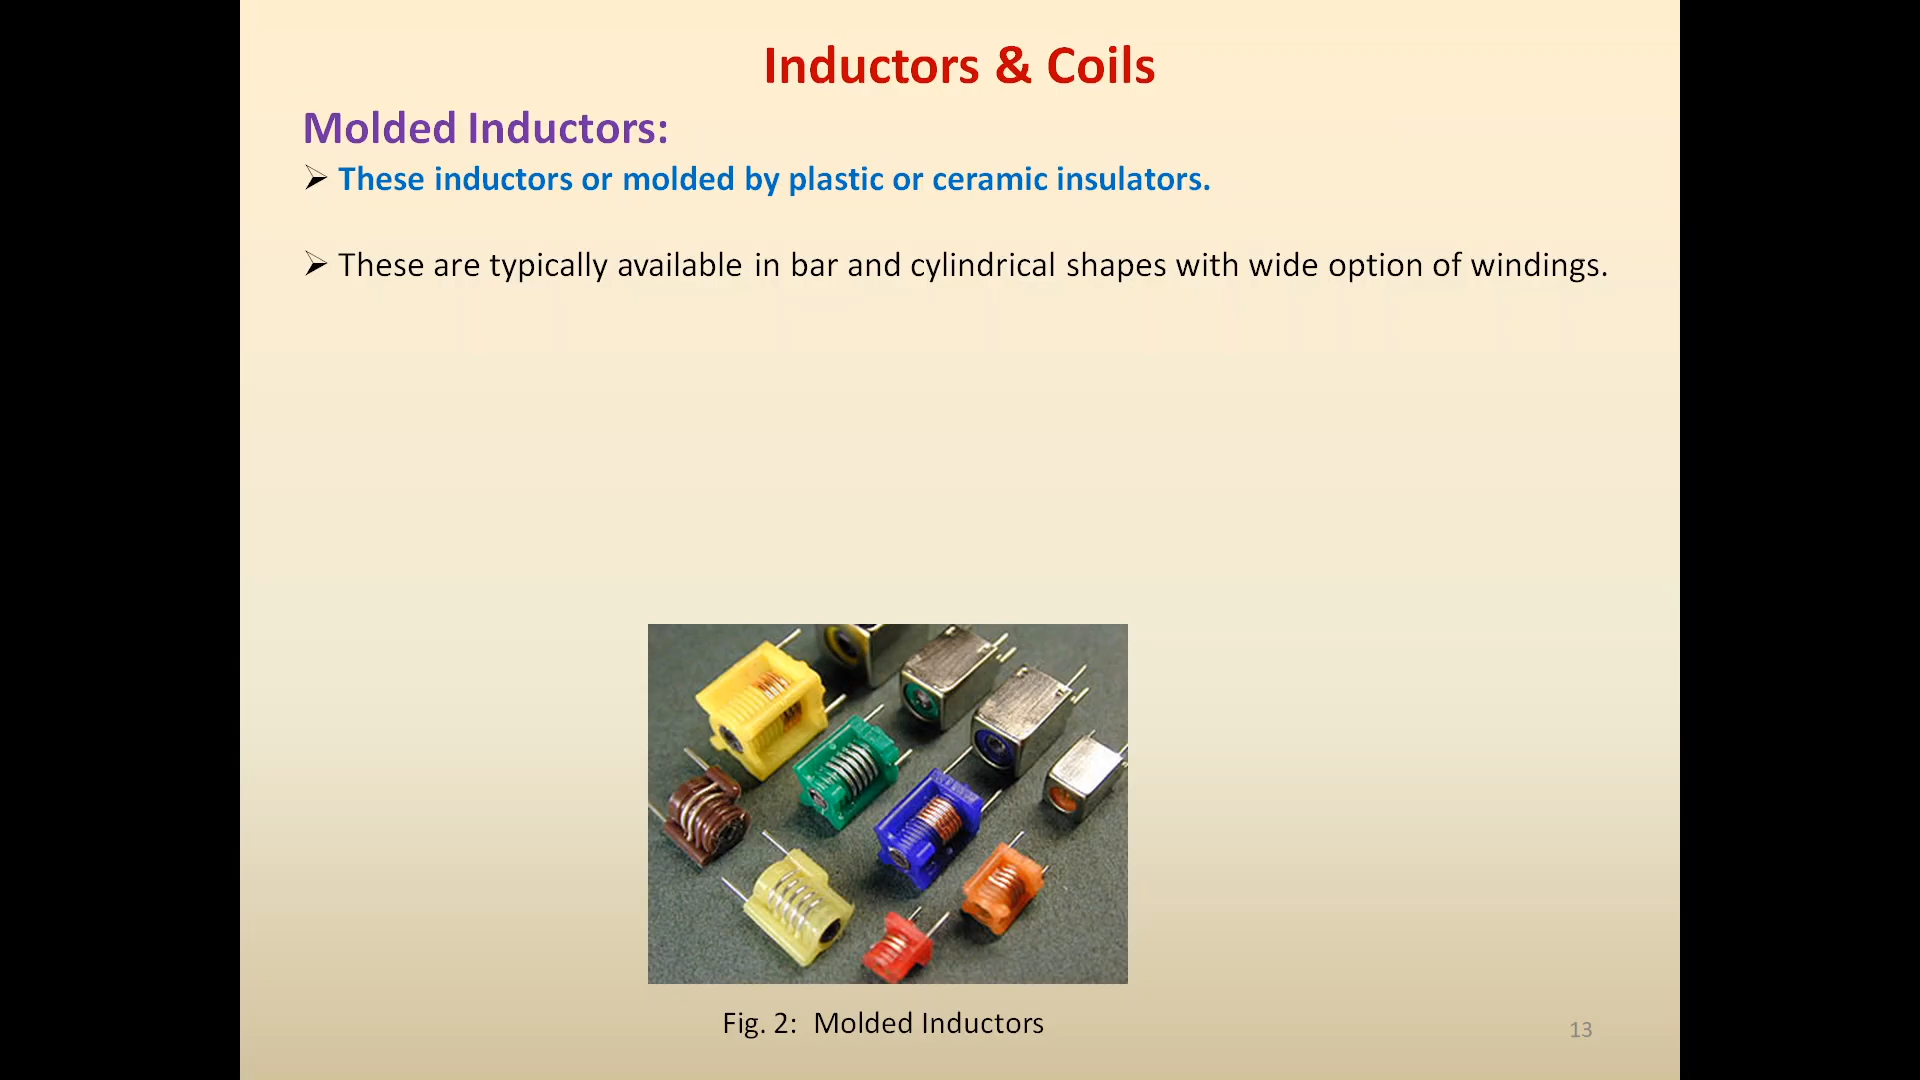 Inductors & Coils
Molded Inductors:
➢ These inductors or molded by plastic or ceramic insulators.
➢ These are typically available in bar and cylindrical shapes with wide option of windings.
Fig. 2: Molded Inductors
13